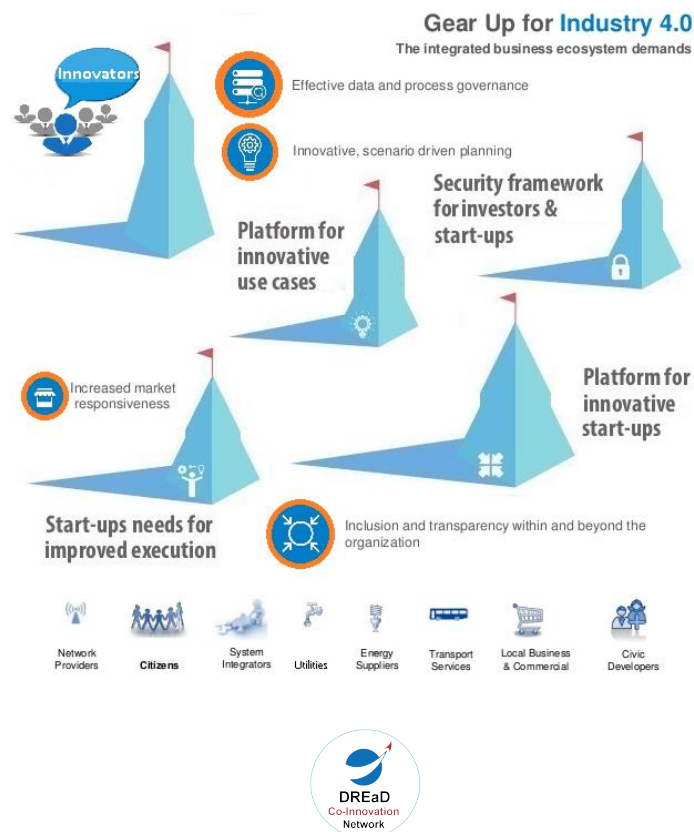 Gear Up for Industry 4.0
The integrated business ecosystem demands
Innovators
Effective data and process governance
Innovative, scenario driven planning
Security framework
for investors &
start-ups
Platform for
innovative
use cases
Increased market
responsiveness
Platform for
innovative
start-ups
Start-ups needs for
improved execution
Inclusion and transparency within and beyond the
organization
Network
Providers
Citizens
System
Integrators
Utilities
Energy
Suppliers
Transport
Services
Local Business
& Commercial
Civic
Developers
DREaD
Co-Innovation
Network